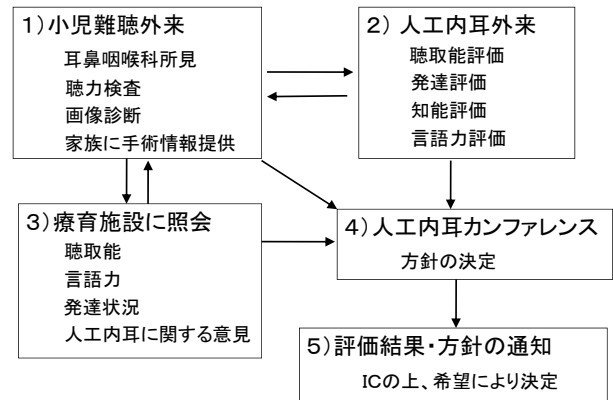 1)小児難聴外来
耳鼻咽喉科所見
聴力検査
画像診断
家族に手術情報提供
2) 人工内耳外来
聴取能評価
発達評価
知能評価
言語力評価
3)療育施設に照会
聴取能
言語力
発達状況
人工内耳に関する意見
4)人工内耳カンファレンス
方針の決定
5)評価結果・方針の通知
ICの上、希望により決定